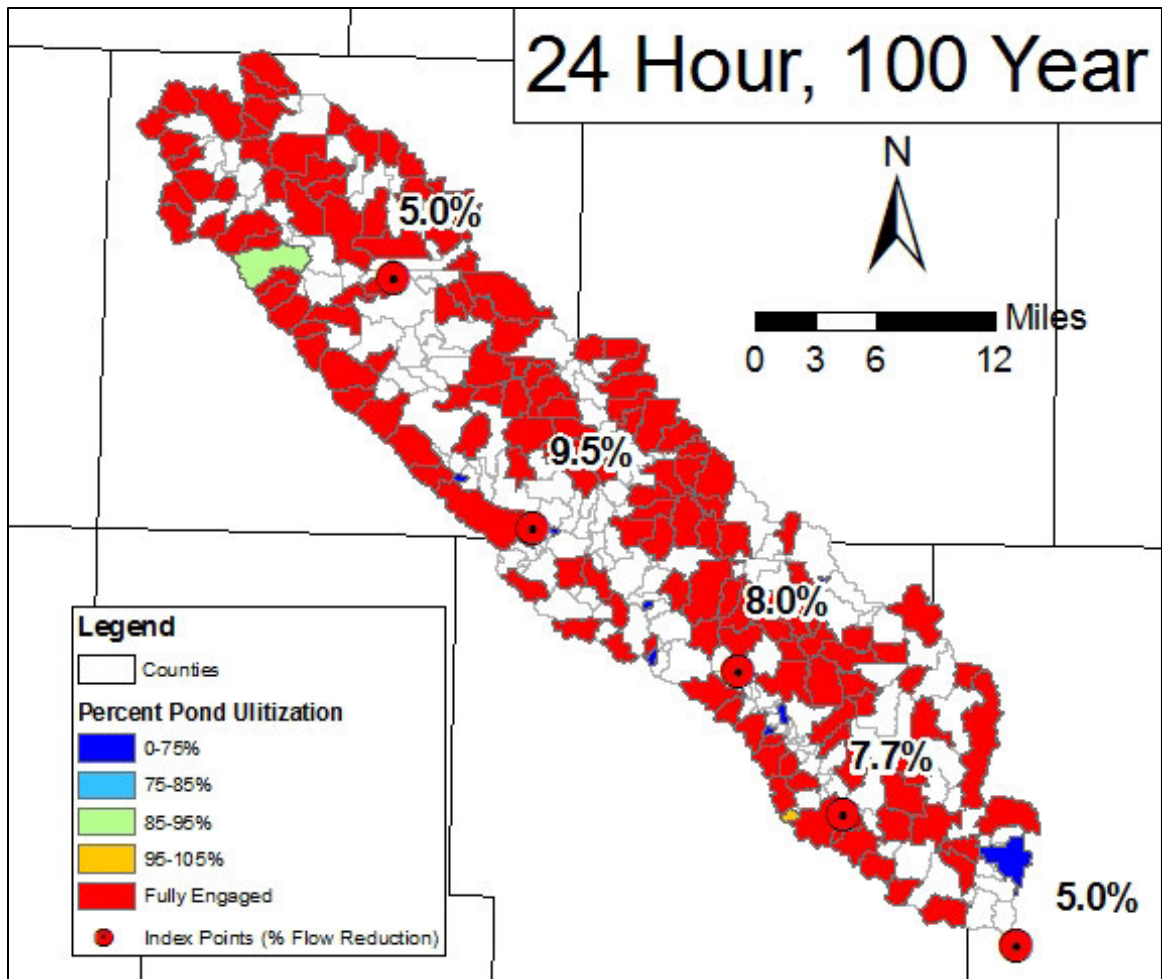 24 Hour, 100 Year
N
Miles
0 3 6 12
5.0%
9.5%
8.0%
7.7%
5.0%
Legend
Counties
Percent Pond Ulitization
0-75%
75-85%
85-95%
95-105%
Fully Engaged
Index Points (% Flow Reduction)